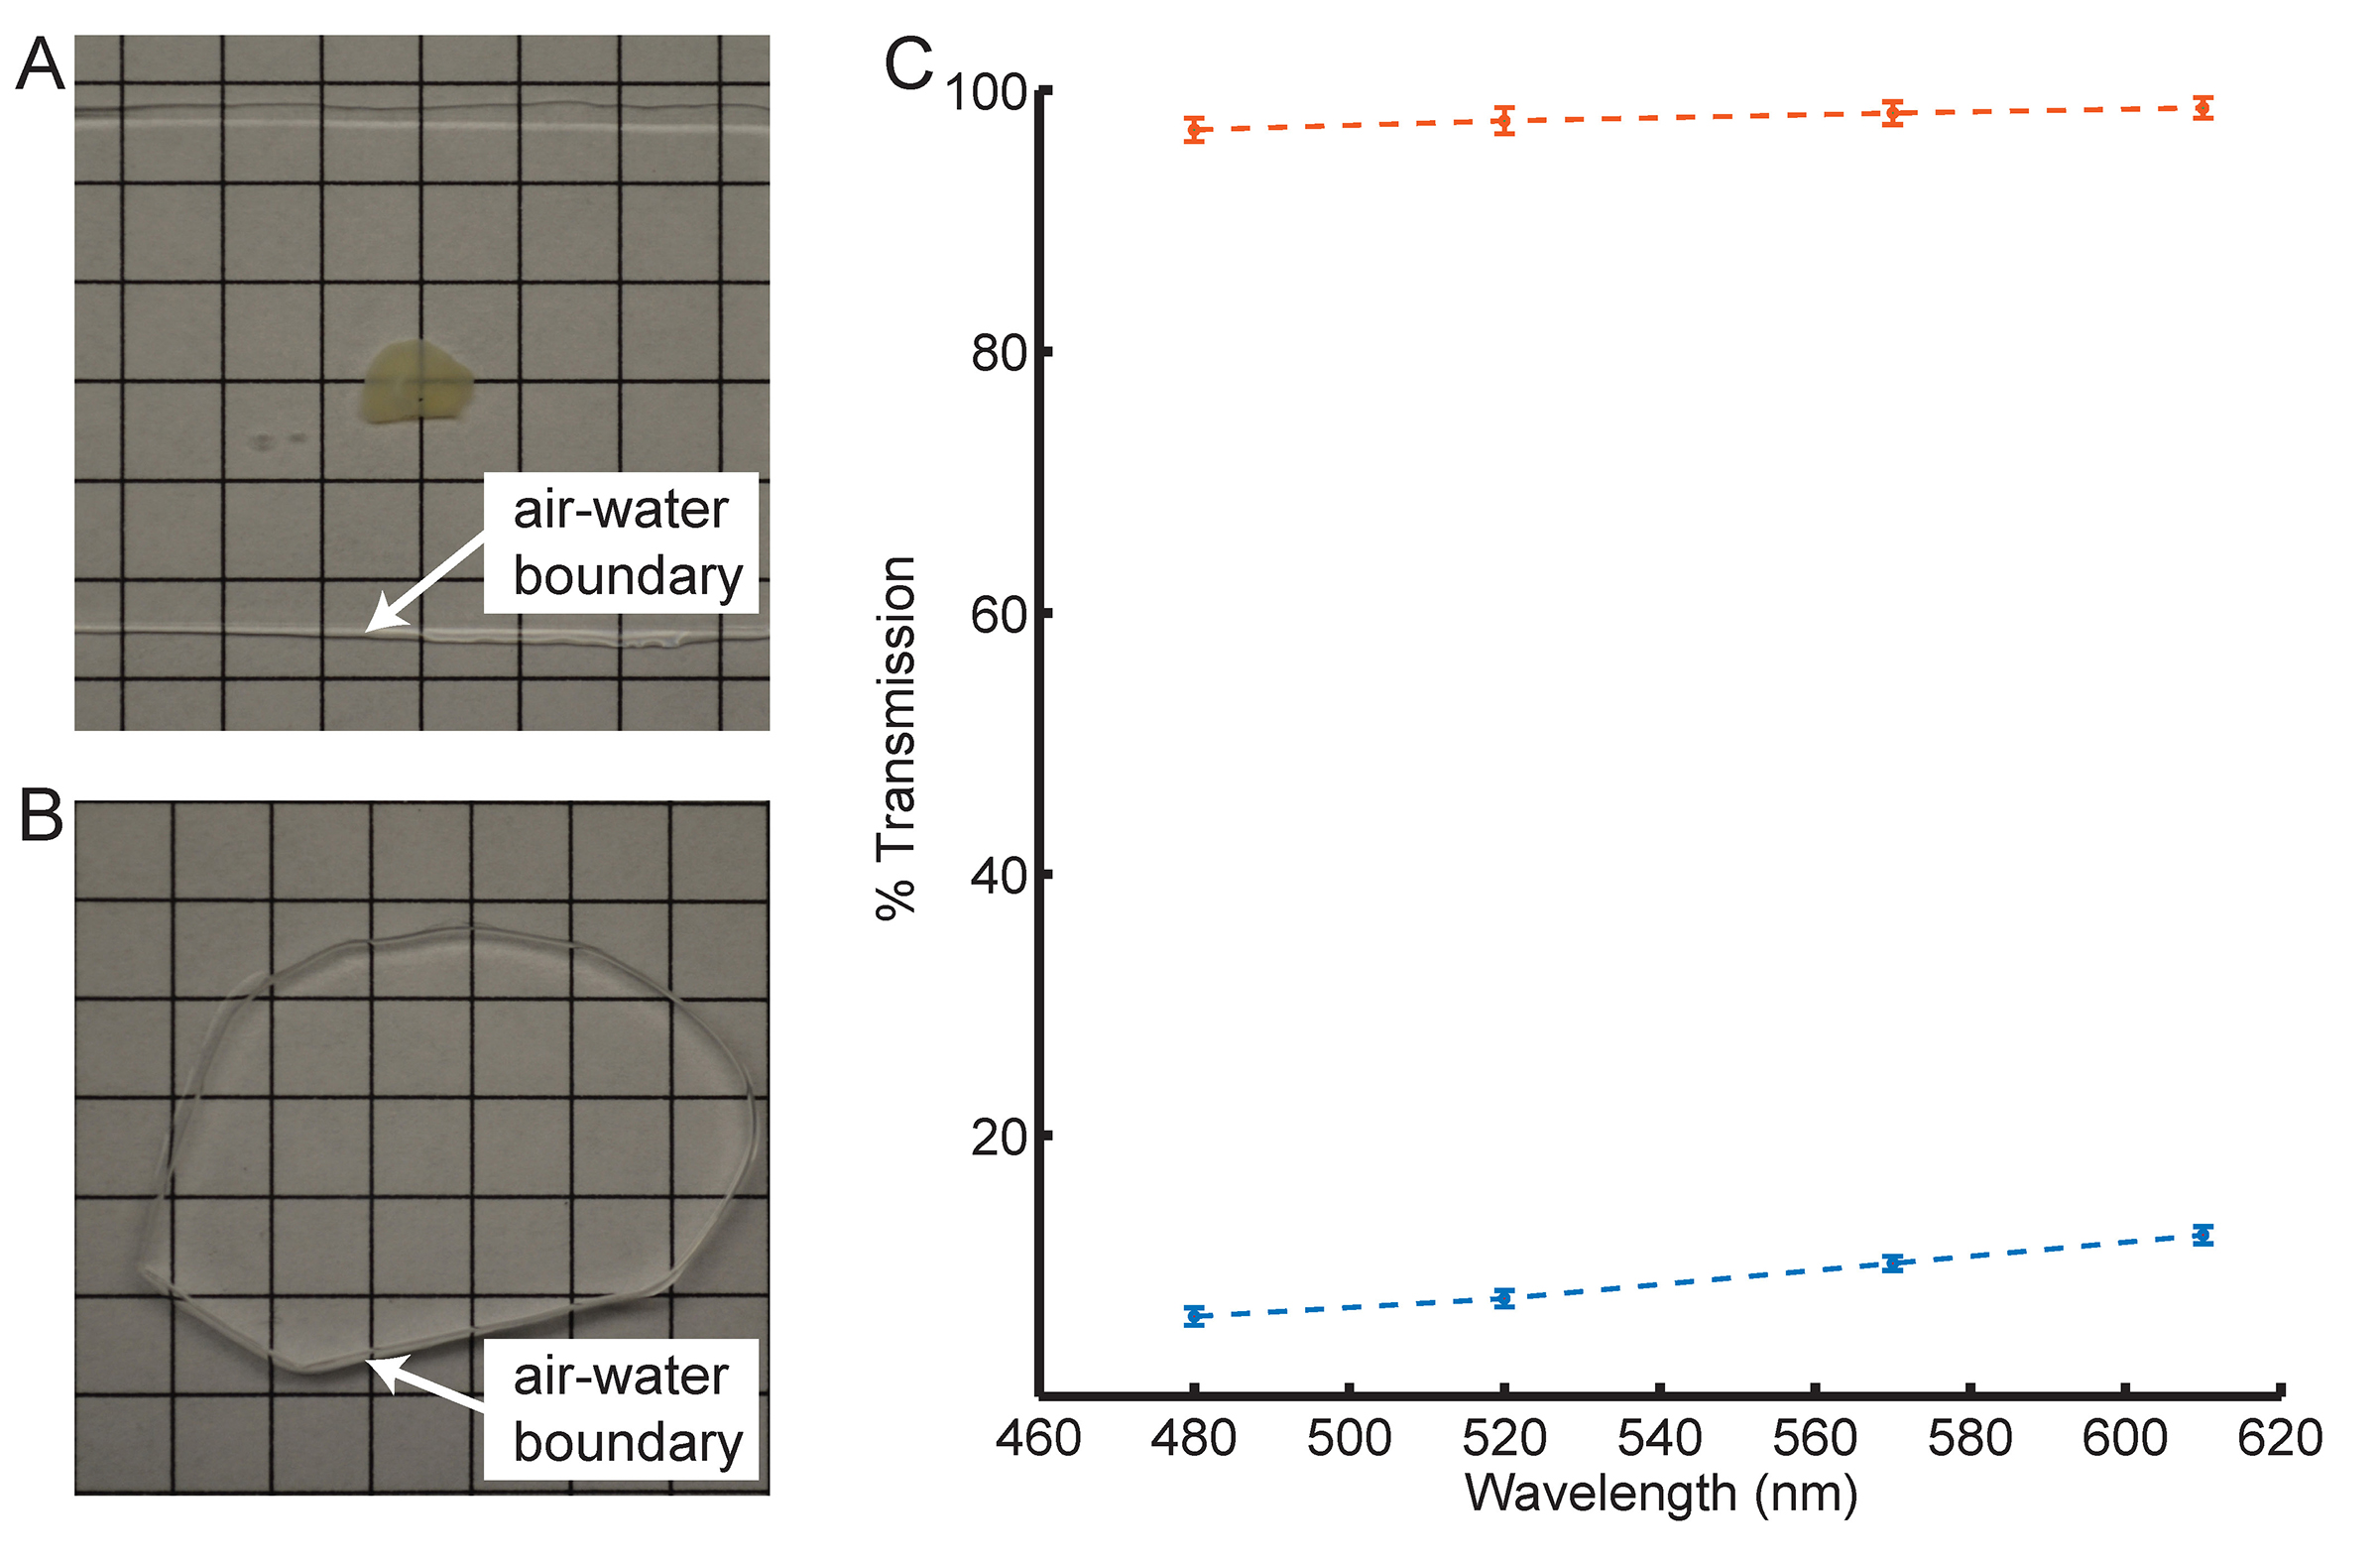 A
air-water
boundary
B
air-water
boundary
C
100
80
60
40
20
% Transmission
460 480 500 520 540 560 580 600 620
Wavelength (nm)